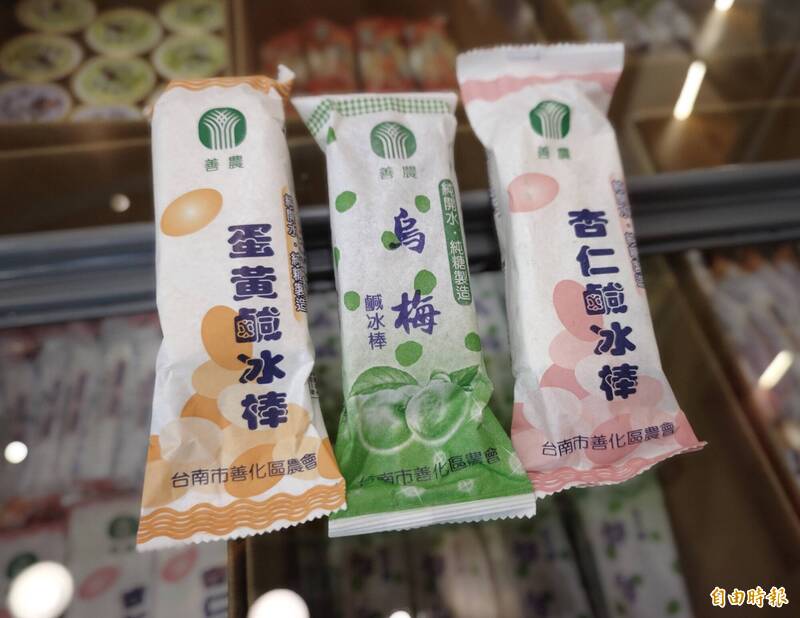 善農
蛋黃鹹冰棒
純開水·純糖製造
台南市善化區農會
善農
烏梅
鹹冰棒
純開水·純糖製造
台南市善化區農會
善農
杏仁鹹冰棒
台南市善化區農會
自由時報